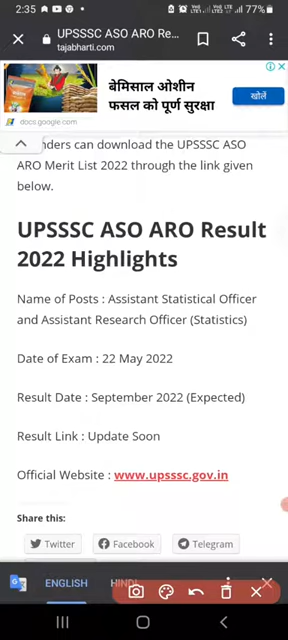 2:35
77%
UPSSSC ASO ARO Re...
tajabharti.com
बेमिसाल ओशीन
फसल को पूर्ण सुरक्षा
खोलें
docs.google.com
nders can download the UPSSSC ASO
ARO Merit List 2022 through the link given
below.
UPSSSC ASO ARO Result
2022 Highlights
Name of Posts : Assistant Statistical Officer
and Assistant Research Officer (Statistics)
Date of Exam : 22 May 2022
Result Date : September 2022 (Expected)
Result Link : Update Soon
Official Website : www.upsssc.gov.in
Share this:
Twitter Facebook Telegram
ENGLISH HINDI